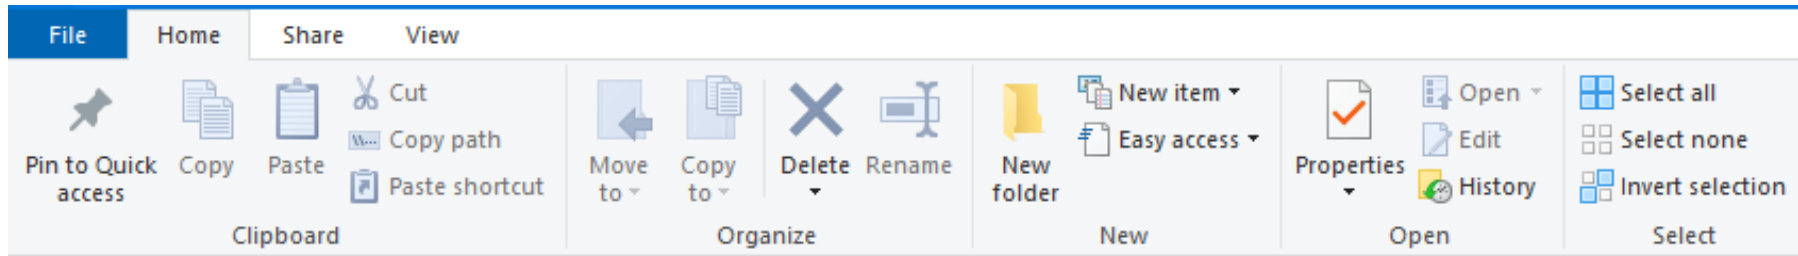 File Home Share View
Pin to Quick
access
Copy
Paste
Cut
Copy path
Paste shortcut
Clipboard
Move
to
Copy
to
Delete
Rename
Organize
New
folder
New item
Easy access
New
Properties
Open
Edit
History
Open
Select all
Select none
Invert selection
Select